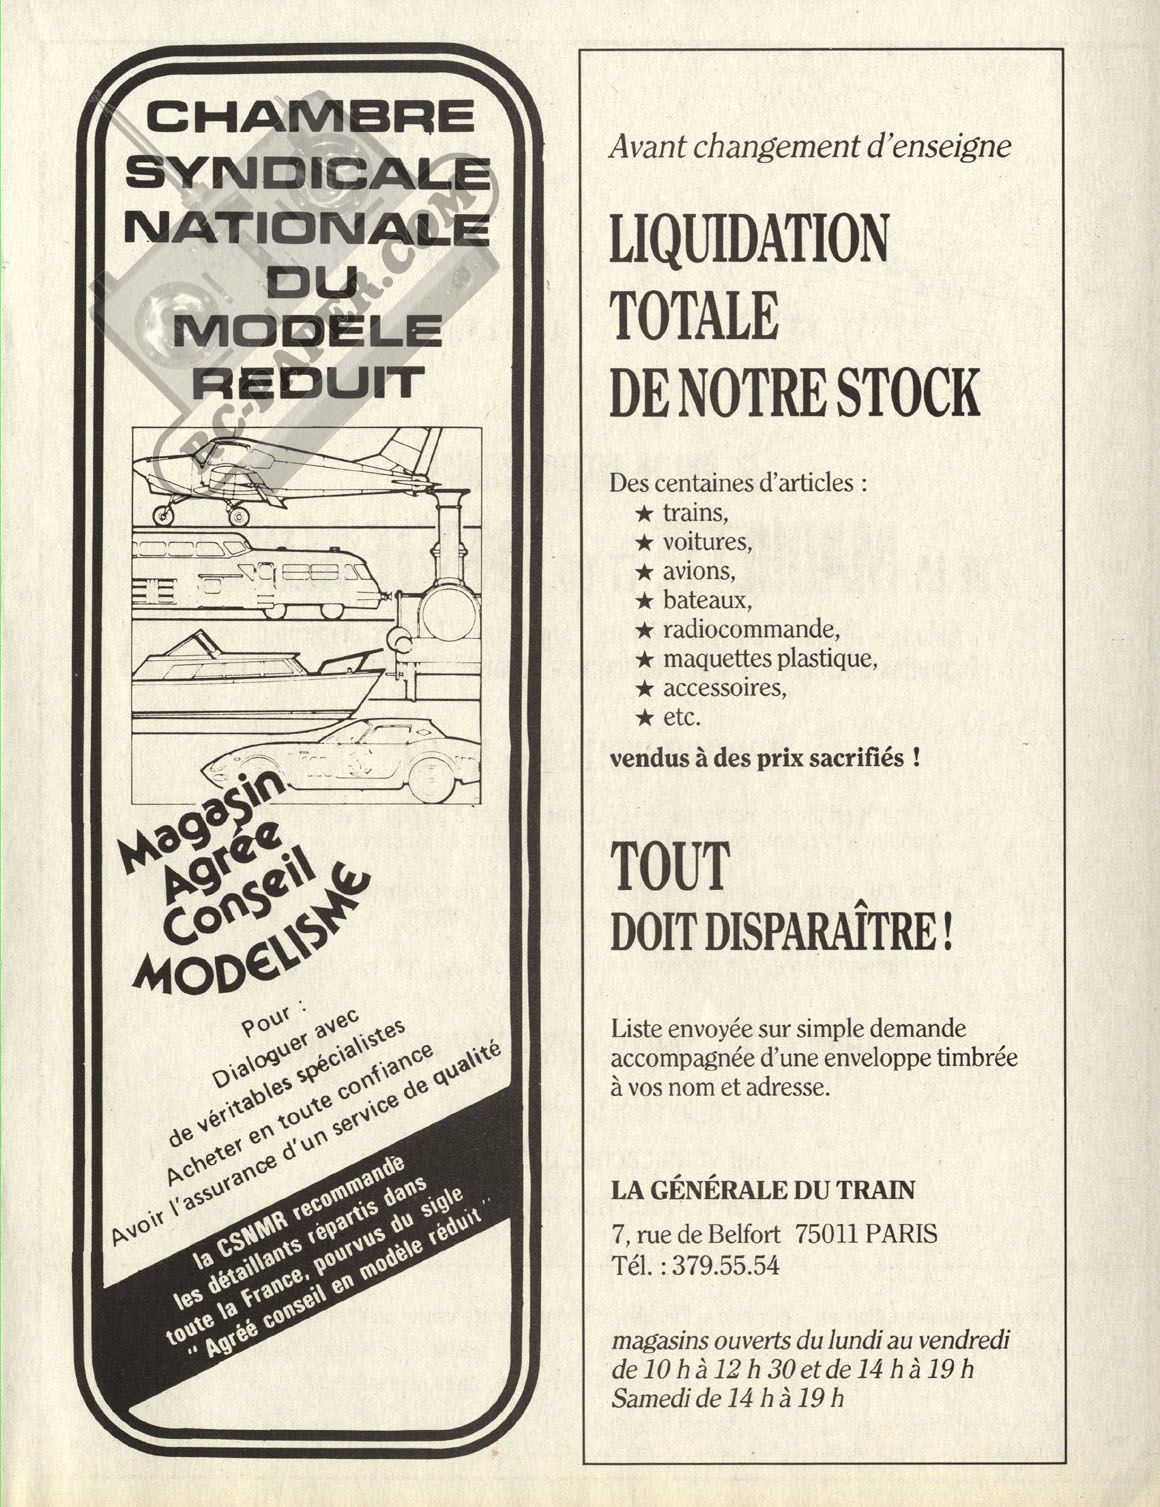 CHAMBRE
SYNDICALE
NATIONALE
DU
MODÈLE
REDUIT
RC-PAPER.COM
Magasin
Agrée
Conseil
MODELISME
Pour :
Dialoguer avec
de véritables spécialistes
Acheter en toute confiance
Avoir l'assurance d'un service de qualité
la CSNMR recommande
les détaillants répartis dans
toute la France, pourvus du sigle
" Agréé conseil en modèle réduit "
Avant changement d'enseigne
LIQUIDATION
TOTALE
DE NOTRE STOCK
Des centaines d'articles :
★ trains,
★ voitures,
★ avions,
★ bateaux,
★ radiocommande,
★ maquettes plastique,
★ accessoires,
★ etc.
vendus à des prix sacrifiés !
TOUT
DOIT DISPARAÎTRE !
Liste envoyée sur simple demande
accompagnée d'une enveloppe timbrée
à vos nom et adresse.
LA GÉNÉRALE DU TRAIN
7, rue de Belfort 75011 PARIS
Tél. : 379.55.54
magasins ouverts du lundi au vendredi
de 10 h à 12 h 30 et de 14 h à 19 h
Samedi de 14 h à 19 h